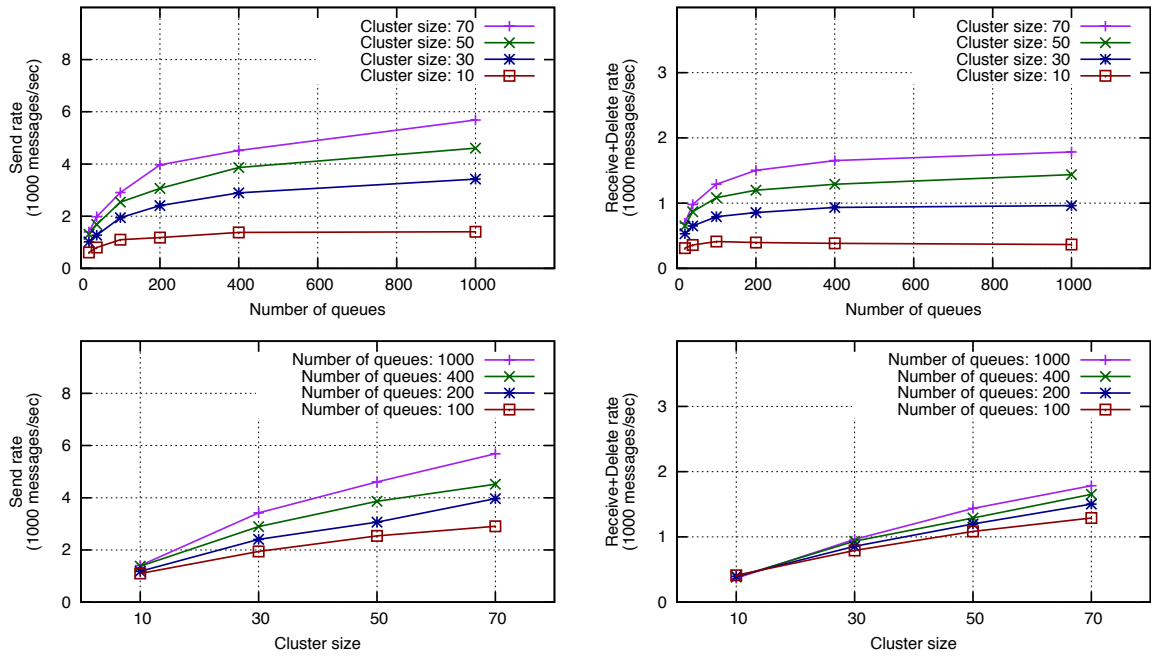 Send rate
(1000 messages/sec)
8
6
4
2
0
Cluster size: 70
Cluster size: 50
Cluster size: 30
Cluster size: 10
0 200 400 600 800 1000
Number of queues
Receive+Delete rate
(1000 messages/sec)
3
2
1
0
Cluster size: 70
Cluster size: 50
Cluster size: 30
Cluster size: 10
0 200 400 600 800 1000
Number of queues
Send rate
(1000 messages/sec)
8
6
4
2
0
Number of queues: 1000
Number of queues: 400
Number of queues: 200
Number of queues: 100
10 30 50 70
Cluster size
Receive+Delete rate
(1000 messages/sec)
3
2
1
0
Number of queues: 1000
Number of queues: 400
Number of queues: 200
Number of queues: 100
10 30 50 70
Cluster size